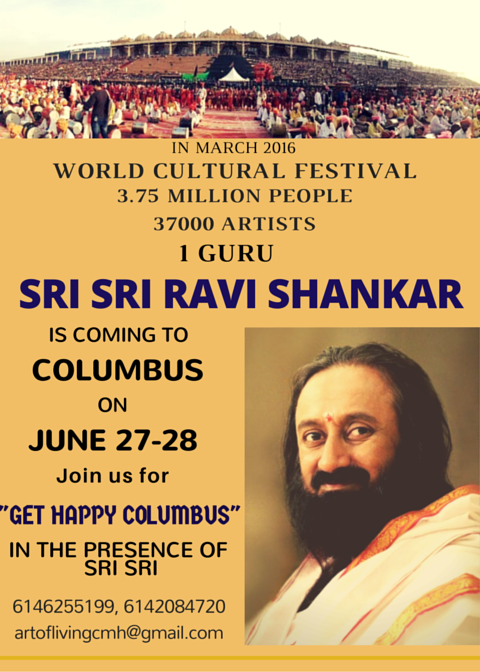 IN MARCH 2016
WORLD CULTURAL FESTIVAL
3.75 MILLION PEOPLE
37000 ARTISTS
1 GURU
SRI SRI RAVI SHANKAR
IS COMING TO
COLUMBUS
ON
JUNE 27-28
Join us for
"GET HAPPY COLUMBUS"
IN THE PRESENCE OF
SRI SRI
6146255199, 6142084720
artoflivingcmh@gmail.com